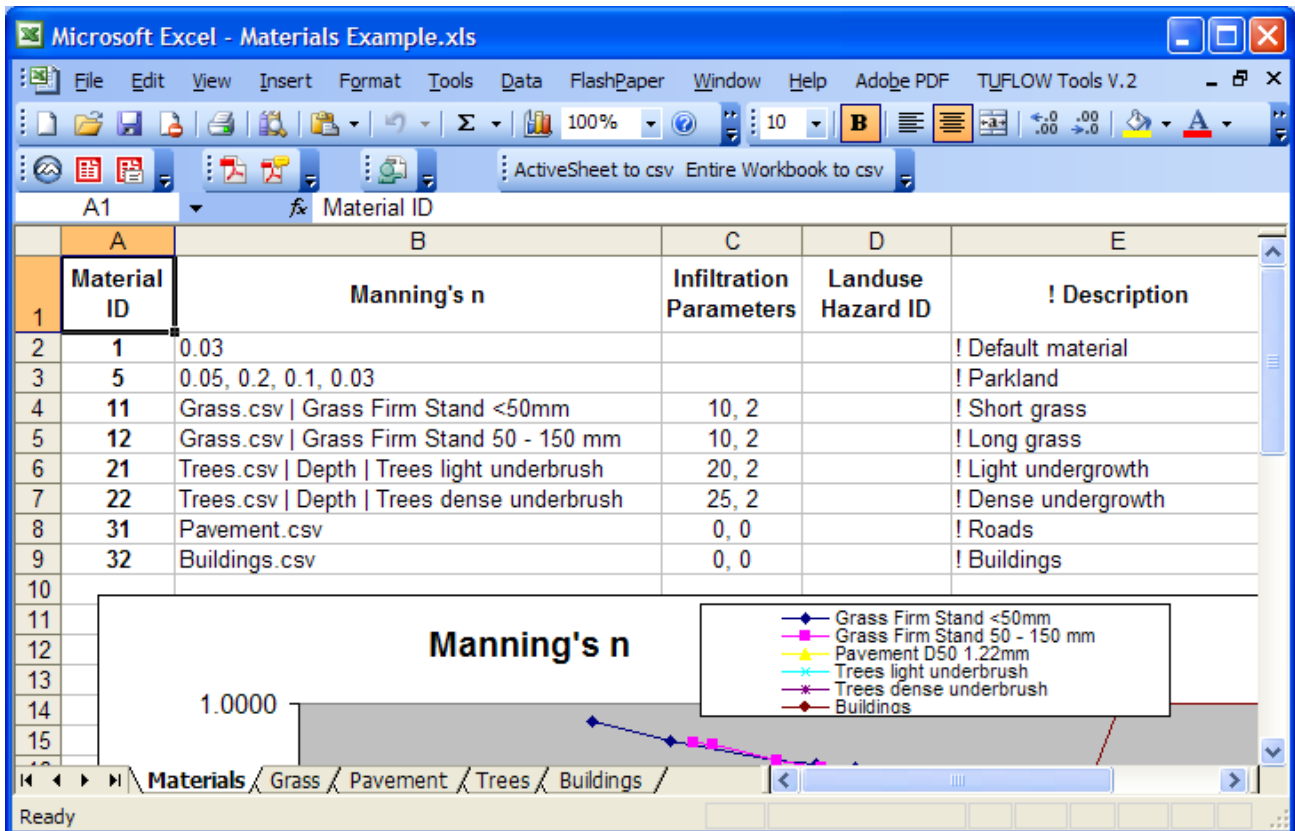 Microsoft Excel - Materials Example.xls
File Edit View Insert Format Tools Data FlashPaper Window Help Adobe PDF TUFLOW Tools V.2
Σ 100% 10 B A
ActiveSheet to csv Entire Workbook to csv
A1 fx Material ID
A B C D E
1 Material ID Manning's n Infiltration Parameters Landuse Hazard ID ! Description
2 1 0.03 ! Default material
3 5 0.05, 0.2, 0.1, 0.03 ! Parkland
4 11 Grass.csv | Grass Firm Stand <50mm 10, 2 ! Short grass
5 12 Grass.csv | Grass Firm Stand 50 - 150 mm 10, 2 ! Long grass
6 21 Trees.csv | Depth | Trees light underbrush 20, 2 ! Light undergrowth
7 22 Trees.csv | Depth | Trees dense underbrush 25, 2 ! Dense undergrowth
8 31 Pavement.csv 0, 0 ! Roads
9 32 Buildings.csv 0, 0 ! Buildings
10
11
12
13
14
15
Manning's n
Grass Firm Stand <50mm
Grass Firm Stand 50 - 150 mm
Pavement D50 1.22mm
Trees light underbrush
Trees dense underbrush
Buildings
1.0000
Materials Grass Pavement Trees Buildings
Ready